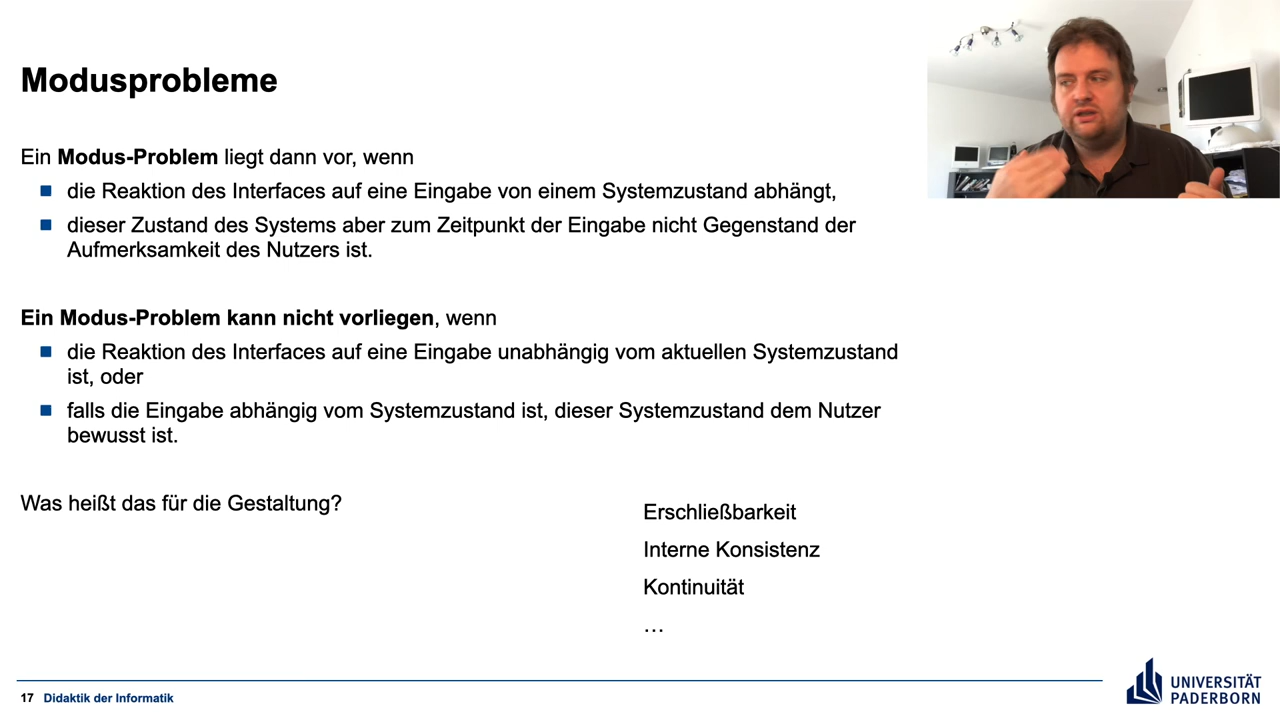 Modusprobleme
Ein Modus-Problem liegt dann vor, wenn
die Reaktion des Interfaces auf eine Eingabe von einem Systemzustand abhängt,
dieser Zustand des Systems aber zum Zeitpunkt der Eingabe nicht Gegenstand der
Aufmerksamkeit des Nutzers ist.
Ein Modus-Problem kann nicht vorliegen, wenn
die Reaktion des Interfaces auf eine Eingabe unabhängig vom aktuellen Systemzustand
ist, oder
falls die Eingabe abhängig vom Systemzustand ist, dieser Systemzustand dem Nutzer
bewusst ist.
Was heißt das für die Gestaltung?
Erschließbarkeit
Interne Konsistenz
Kontinuität
…
17 Didaktik der Informatik
UNIVERSITÄT
PADERBORN